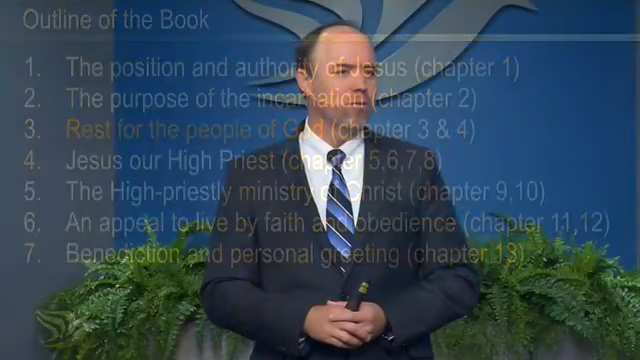 Outline of the Book
1. The position and authority Jesus (chapter 1)
2. The purpose of the chapter 2)
3. Rest for the people of God (chapter 3 & 4)
4. Jesus our High Priest (chapter 5,6,7,8)
5. The High-priestly ministry of Christ (chapter 9,10)
6. An appeal to live by faith and obedience (chapter 11,12)
7. Benediction and personal greeting (chapter 13)